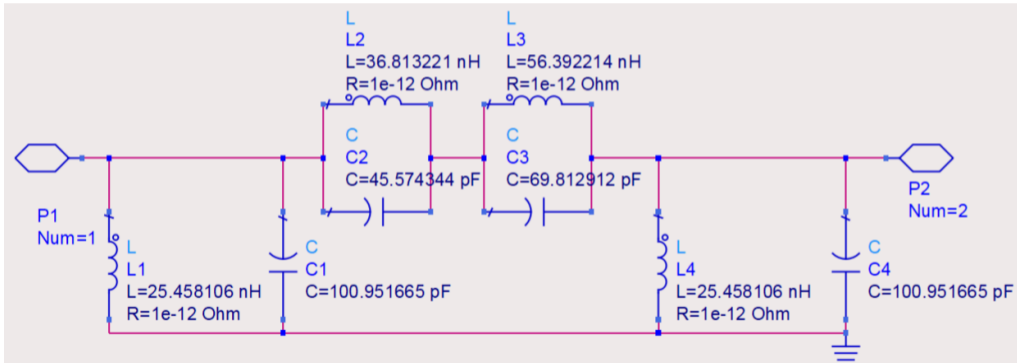 L
L2
L=36.813221 nH
R=1e-12 Ohm
L
L3
L=56.392214 nH
R=1e-12 Ohm
C
C2
C=45.574344 pF
C
C3
C=69.812912 pF
P1
Num=1
L
L1
L=25.458106 nH
R=1e-12 Ohm
C
C1
C=100.951665 pF
L
L4
L=25.458106 nH
R=1e-12 Ohm
C
C4
C=100.951665 pF
P2
Num=2